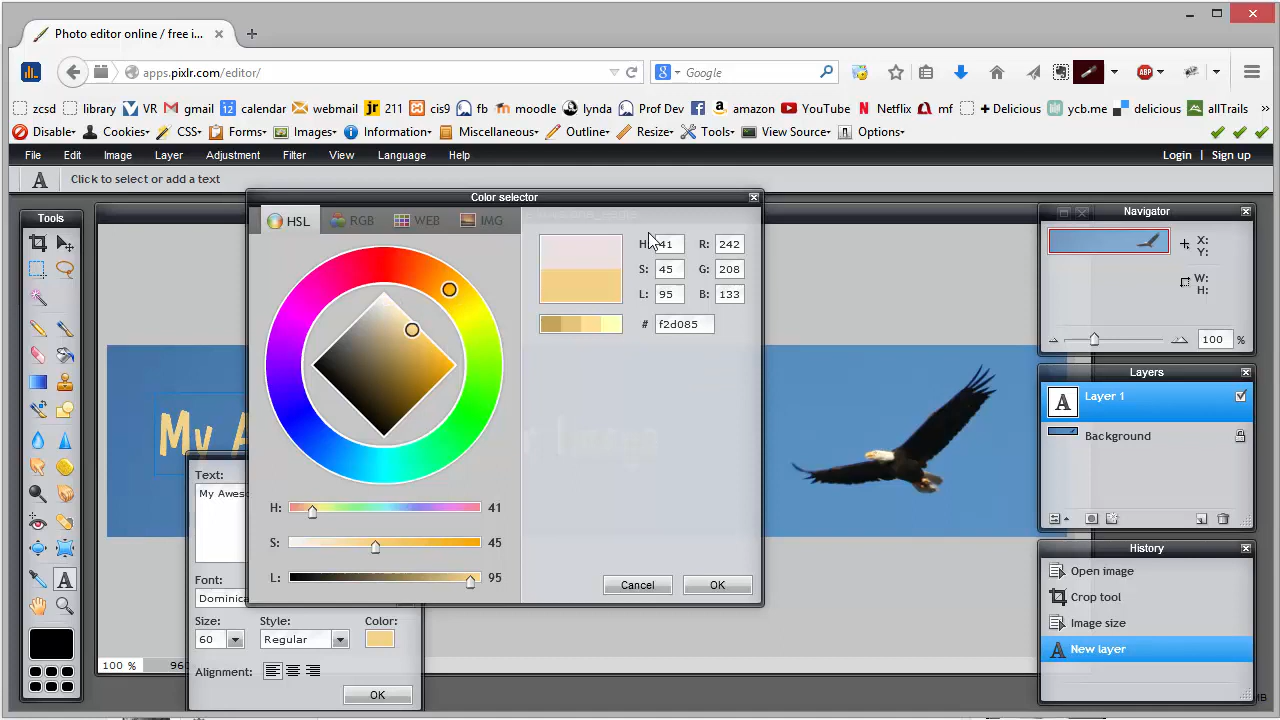 Photo editor online / free i...
apps.pixlr.com/editor/
Google
zcsd library VR gmail calendar webmail 211 cis9 fb moodle lynda Prof Dev amazon YouTube Netflix mf + Delicious ycb.me delicious allTrails »
Disable▾ Cookies▾ CSS▾ Forms▾ Images▾ Information▾ Miscellaneous▾ Outline▾ Resize▾ Tools▾ View Source▾ Options▾
File Edit Image Layer Adjustment Filter View Language Help Login | Sign up
A Click to select or add a text
Tools
Color selector
HSL RGB WEB IMG
H: 41 R: 242
S: 45 G: 208
L: 95 B: 133
# f2d085
H: 41
S: 45
L: 95
Cancel OK
My A
Text:
My Aweso
Font:
Dominica
Size: Style: Color:
60 Regular
Alignment:
OK
100 % 960
Navigator
X:
Y:
W:
H:
100 %
Layers
A Layer 1
Background
History
Open image
Crop tool
Image size
A New layer
MB